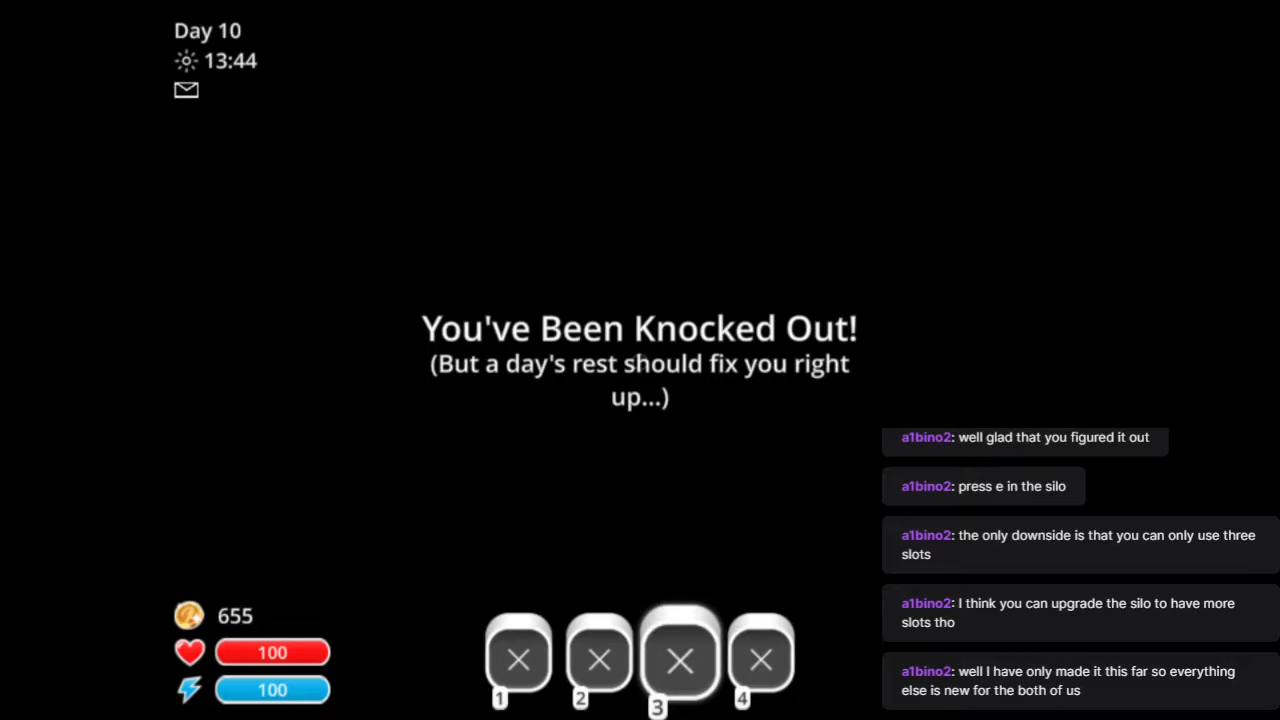 Day 10
13:44
You've Been Knocked Out!
(But a day's rest should fix you right
up...)
a1bino2: well glad that you figured it out
a1bino2: press e in the silo
a1bino2: the only downside is that you can only use three
slots
a1bino2: I think you can upgrade the silo to have more
slots tho
a1bino2: well I have only made it this far so everything
else is new for the both of us
655
100
100
1
2
3
4